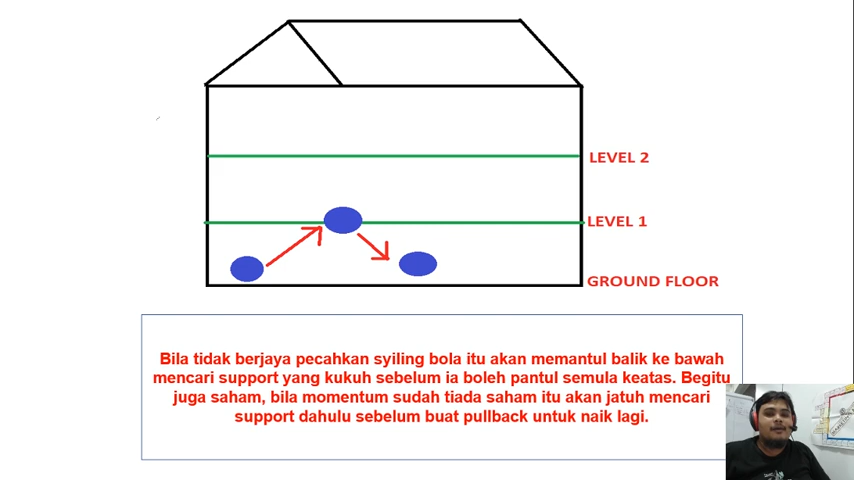 LEVEL 2
LEVEL 1
GROUND FLOOR
Bila tidak berjaya pecahkan syiling bola itu akan memantul balik ke bawah
mencari support yang kukuh sebelum ia boleh pantul semula keatas. Begitu
juga saham, bila momentum sudah tiada saham itu akan jatuh mencari
support dahulu sebelum buat pullback untuk naik lagi.